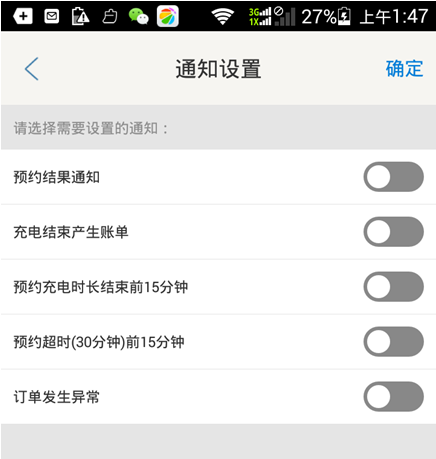 3G 1X 27% 上午1:47
通知设置 确定
请选择需要设置的通知：
预约结果通知
充电结束产生账单
预约充电时长结束前15分钟
预约超时(30分钟)前15分钟
订单发生异常